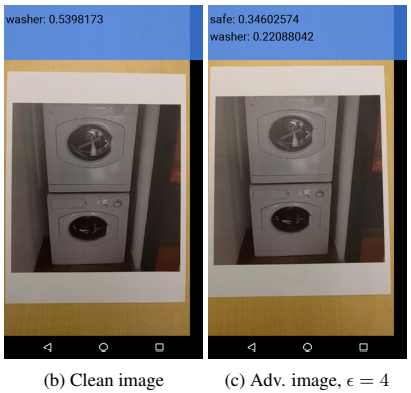 washer: 0.5398173
safe: 0.34602574
washer: 0.22088042
(b) Clean image
(c) Adv. image, ϵ = 4